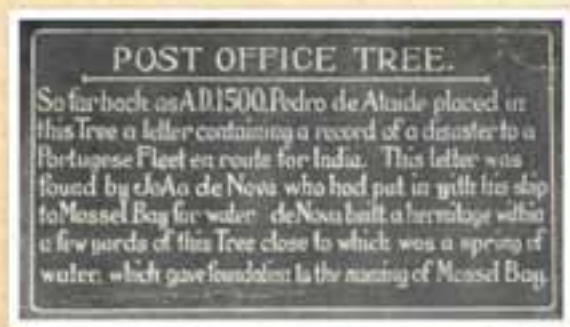 POST OFFICE TREE.
So far back as A.D.1500. Pedro de Ataide placed in
this Tree a letter containing a record of a disaster to a
Portugese Fleet en route for India. This letter was
found by JoAo de Nova who had put in with his ship
to Mossel Bay for water de Nova built a hermitage within
a few yards of this Tree close to which was a spring of
water, which gave to the naming of Mossel Bay.